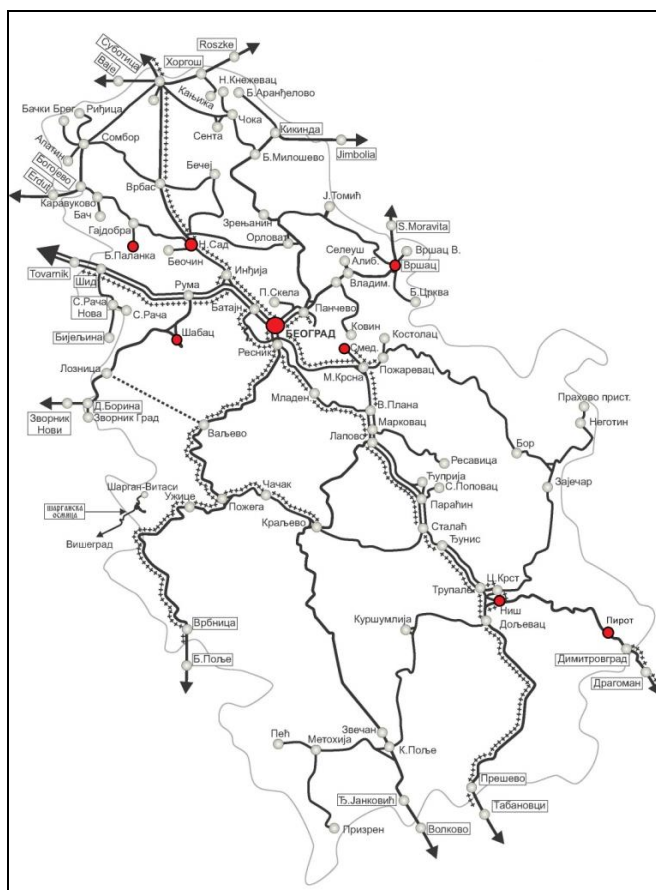 Суботица
Roszke
Baje
Хоргош
Кањижа
Н.Кнежевац
Б.Аранђелово
Бачки Брег
Риђица
Сента
Чока
Кикинда
Jimbolia
Сомбор
Апатин
Б.Милошево
Богојево
Бечеј
Erdut
Врбас
Ј.Томић
Каравуково
Бач
Зрењанин
S.Moravita
Гајдобра
Н.Сад
Орловат
Селеуш
Вршац В.
Б.Паланка
Беочин
Алиб.
Вршац
Tovarnik
Инђија
Владим.
Шид
П.Скела
Б.Црква
Рума
Батајн
Панчево
С.Рача
Нова
С.Рача
БЕОГРАД
Ковин
Костолац
Бијељина
Шабац
Ресник
Смед.
Лозница
М.Крсна
Пожаревац
Д.Борина
Младен.
В.Плана
Прахово прист.
Зворник
Нови
Зворник Град
Марковац
Неготин
Ваљево
Лапово
Бор
Ресавица
Шарган-Витаси
Чачак
Ћуприја
С.Поповац
Зајечар
Ужице
ШАРГАНСКА
ОСМИЦА
Пожега
Параћин
Краљево
Сталаћ
Вишеград
Ђунис
Ц.Крст
Трупале
Ниш
Куршумлија
Пирот
Врбница
Дољевац
Димитровград
Б.Поље
Драгоман
Звечан
Пећ
Метохија
К.Поље
Прешево
Ђ.Јанковић
Табановци
Призрен
Волково